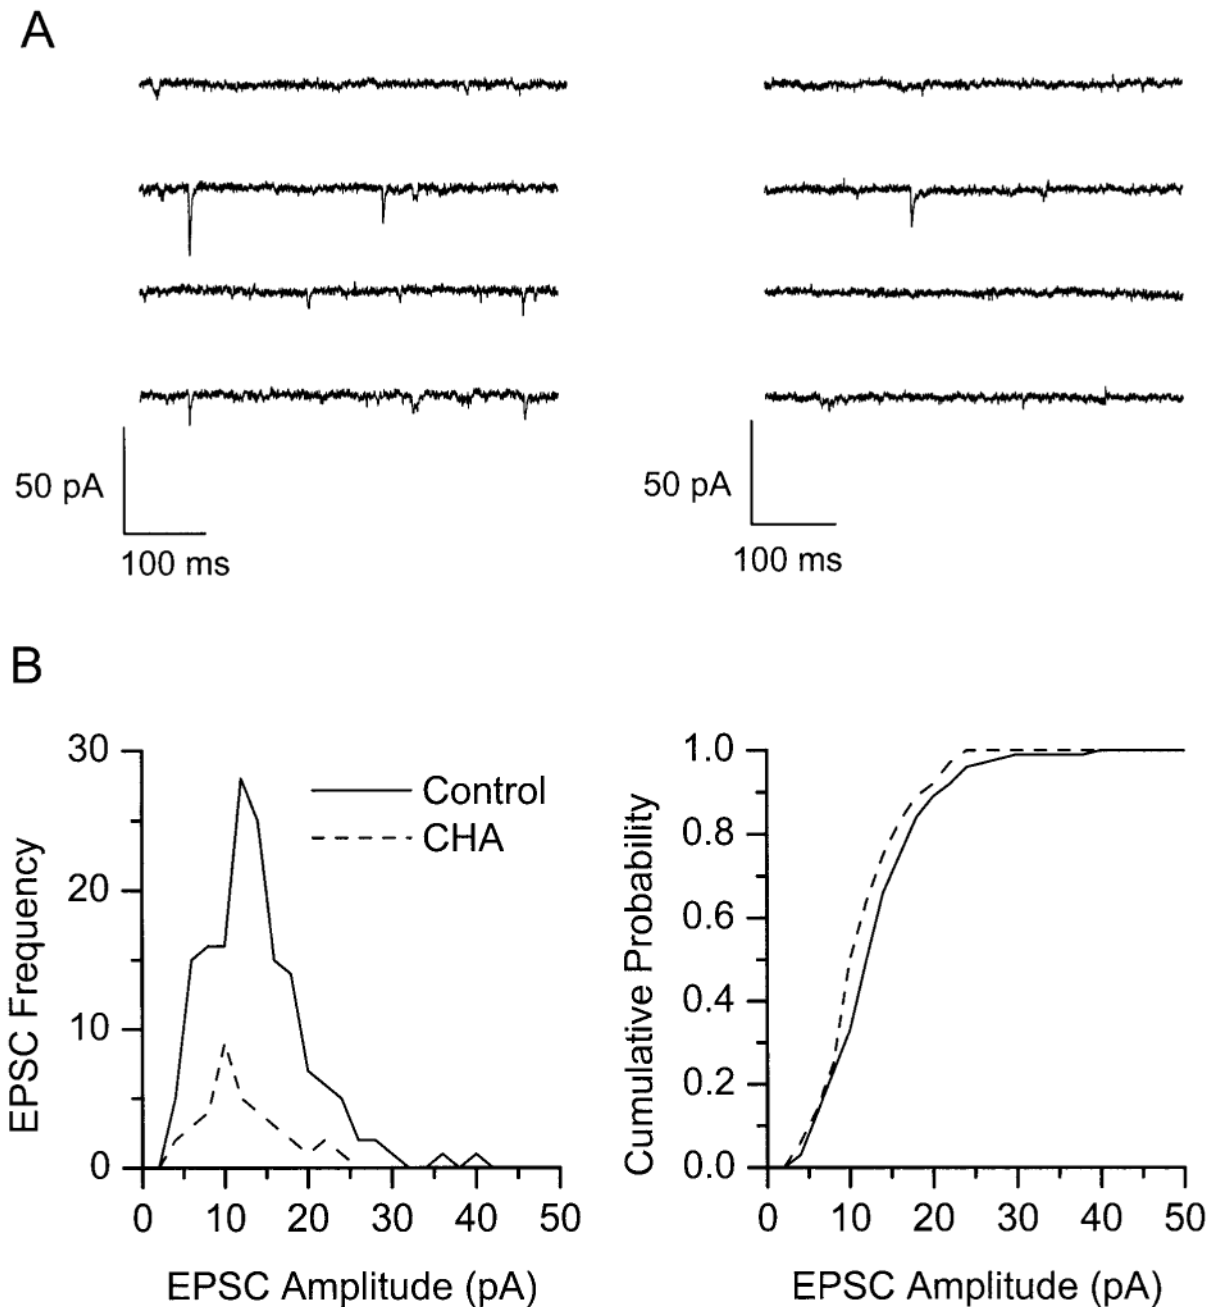 A
50 pA
100 ms
50 pA
100 ms
B
30
20
10
0
EPSC Frequency
Control
CHA
0 10 20 30 40 50
EPSC Amplitude (pA)
1.0
0.8
0.6
0.4
0.2
0.0
Cumulative Probability
0 10 20 30 40 50
EPSC Amplitude (pA)